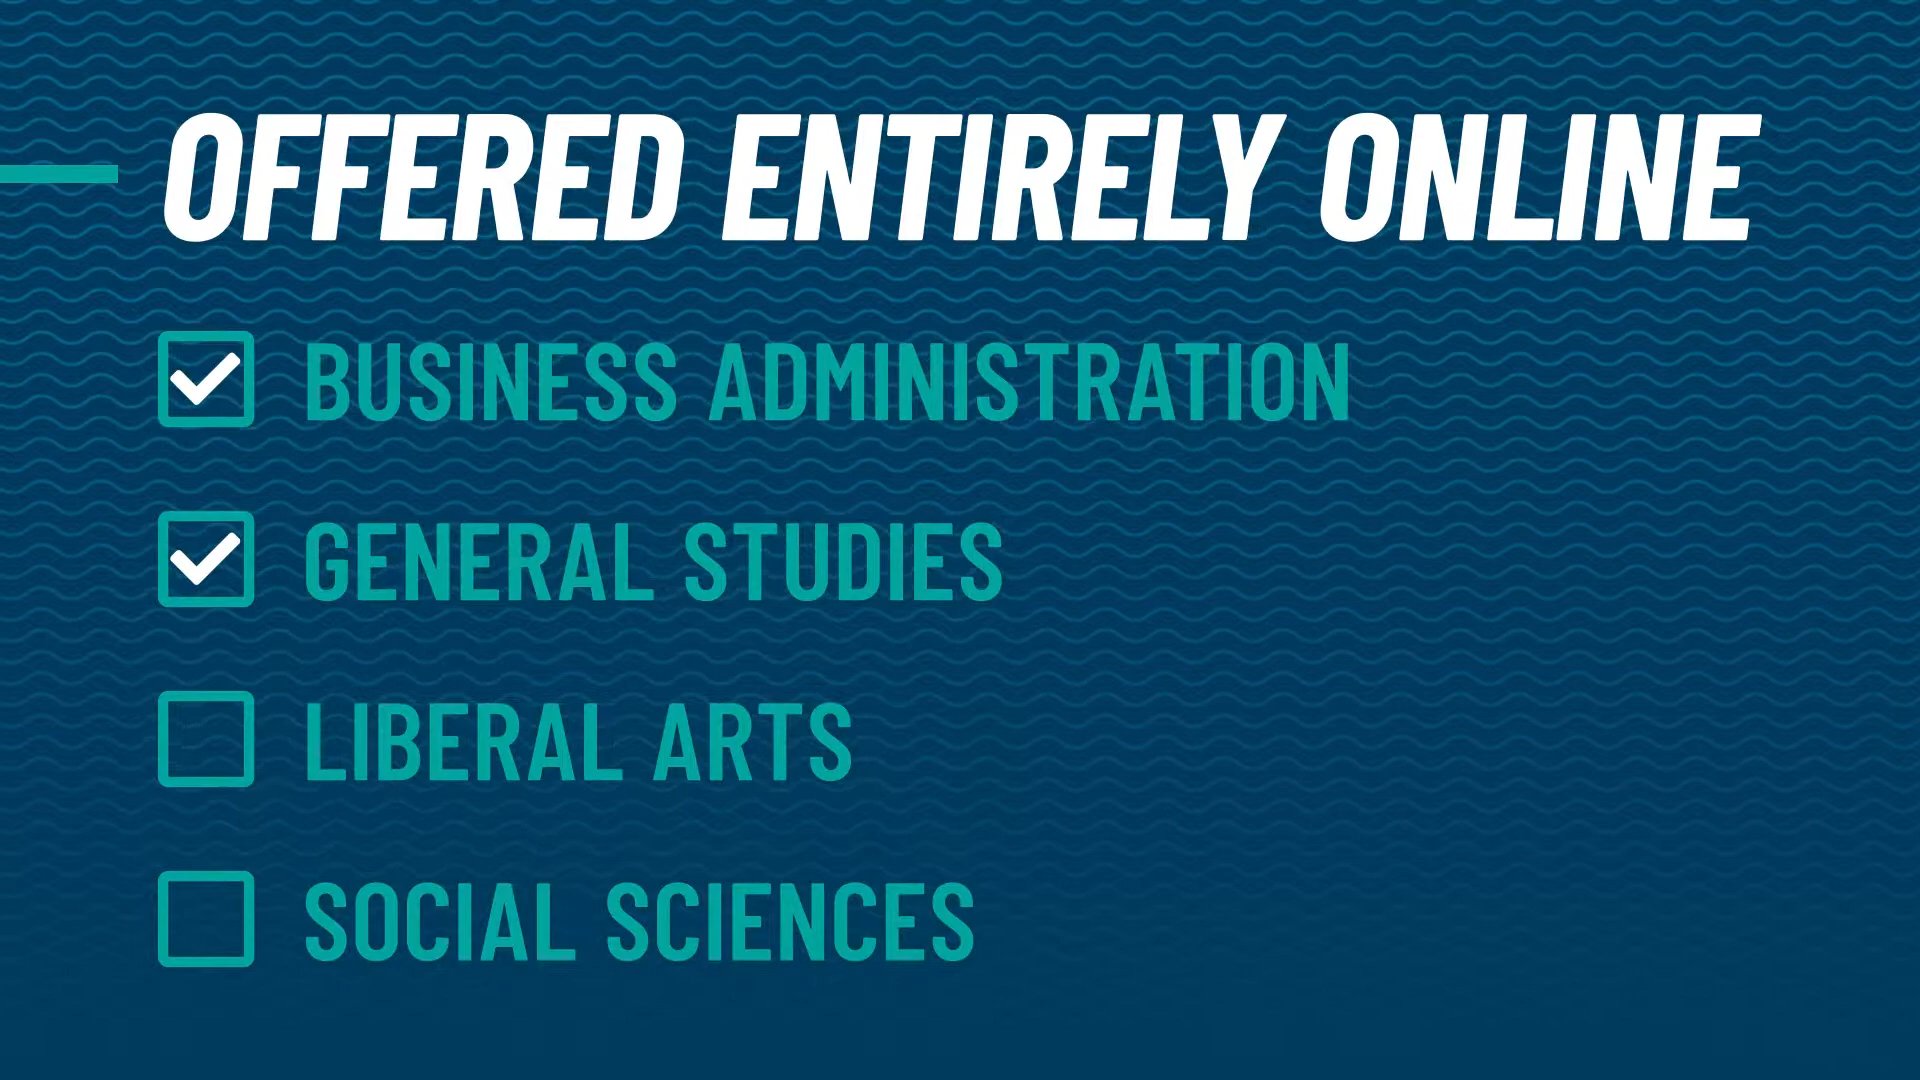 OFFERED ENTIRELY ONLINE
BUSINESS ADMINISTRATION
GENERAL STUDIES
LIBERAL ARTS
SOCIAL SCIENCES